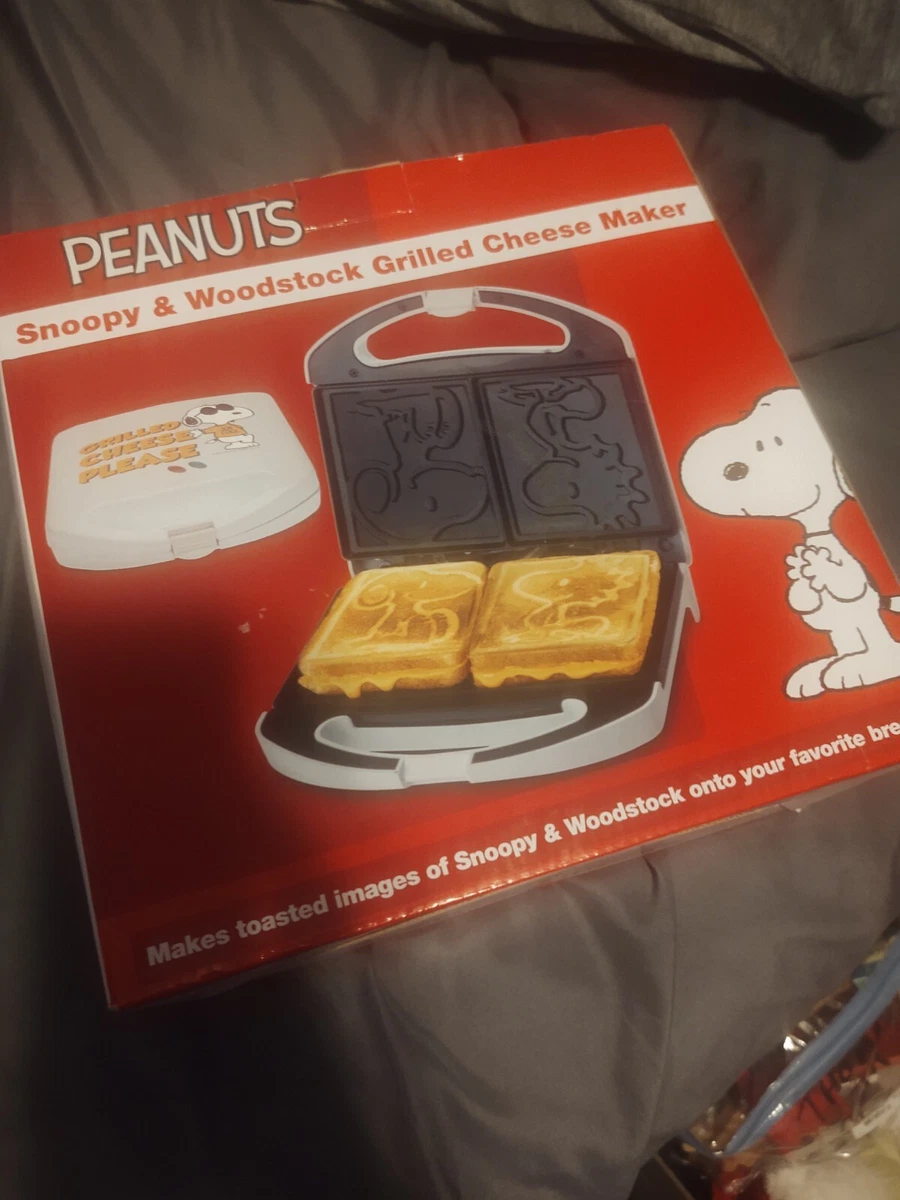 PEANUTS
Snoopy & Woodstock Grilled Cheese Maker
GRILLED
CHEESE
PLEASE
Makes toasted images of Snoopy & Woodstock onto your favorite bre